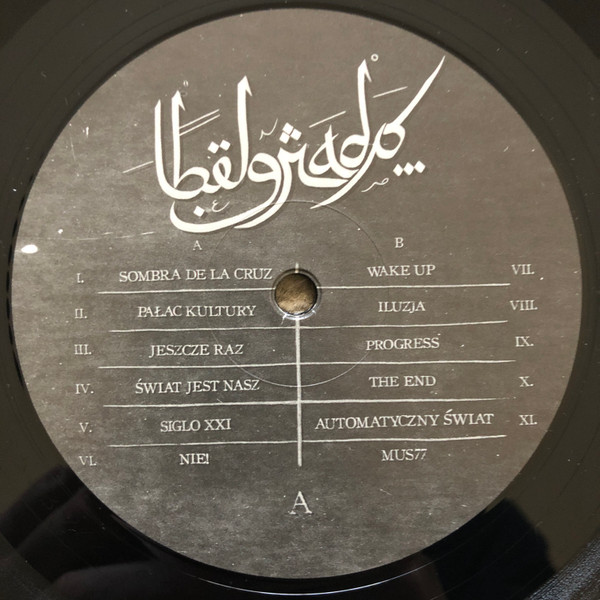 A B
I. SOMBRA DE LA CRUZ WAKE UP VII.
II. PAŁAC KULTURY ILUZJA VIII.
III. JESZCZE RAZ PROGRESS IX.
IV. ŚWIAT JEST NASZ THE END X.
V. SIGLO XXI AUTOMATYCZNY ŚWIAT XI.
VI. NIE! MUS77
A